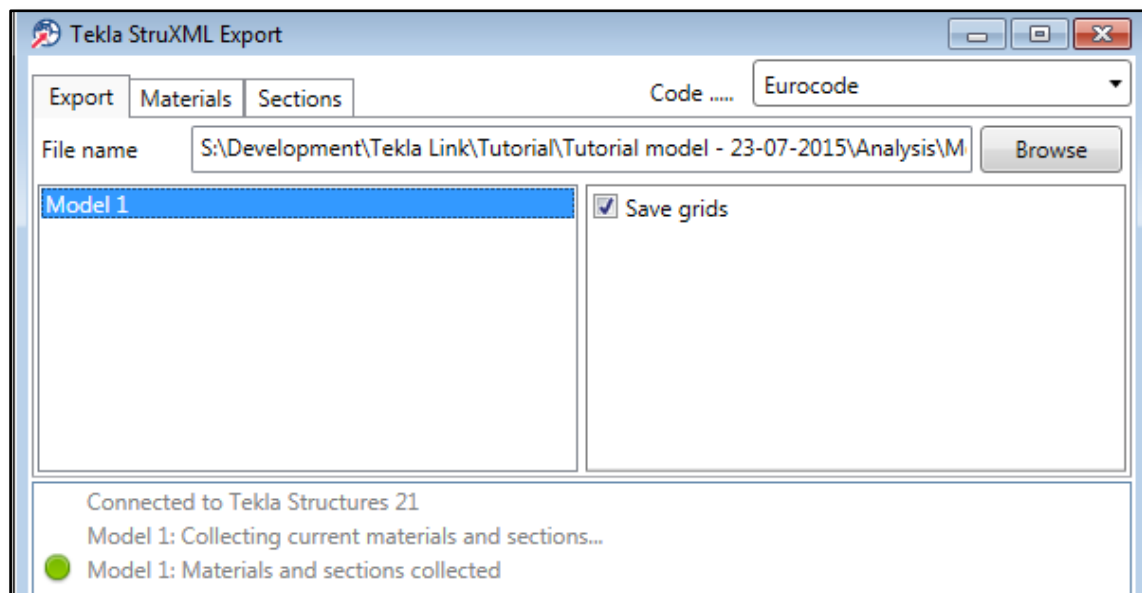 Tekla StruXML Export
Export Materials Sections Code ..... Eurocode
File name S:\Development\Tekla Link\Tutorial\Tutorial model - 23-07-2015\Analysis\M Browse
Model 1 Save grids
Connected to Tekla Structures 21
Model 1: Collecting current materials and sections...
Model 1: Materials and sections collected